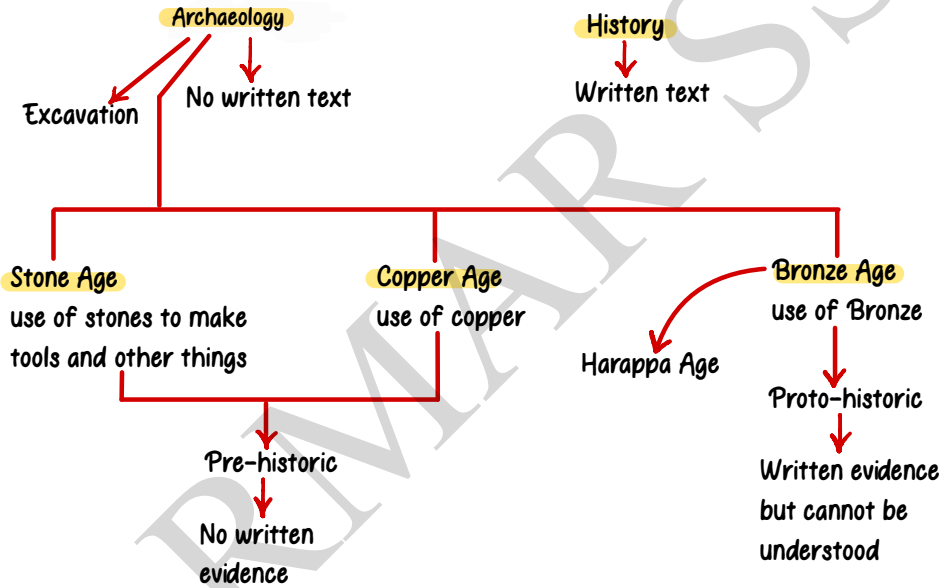 Archaeology
History
Excavation
No written text
Written text
Stone Age
use of stones to make
tools and other things
Copper Age
use of copper
Bronze Age
use of Bronze
Harappa Age
Proto-historic
Pre-historic
Written evidence
but cannot be
understood
No written
evidence
RMAR SS